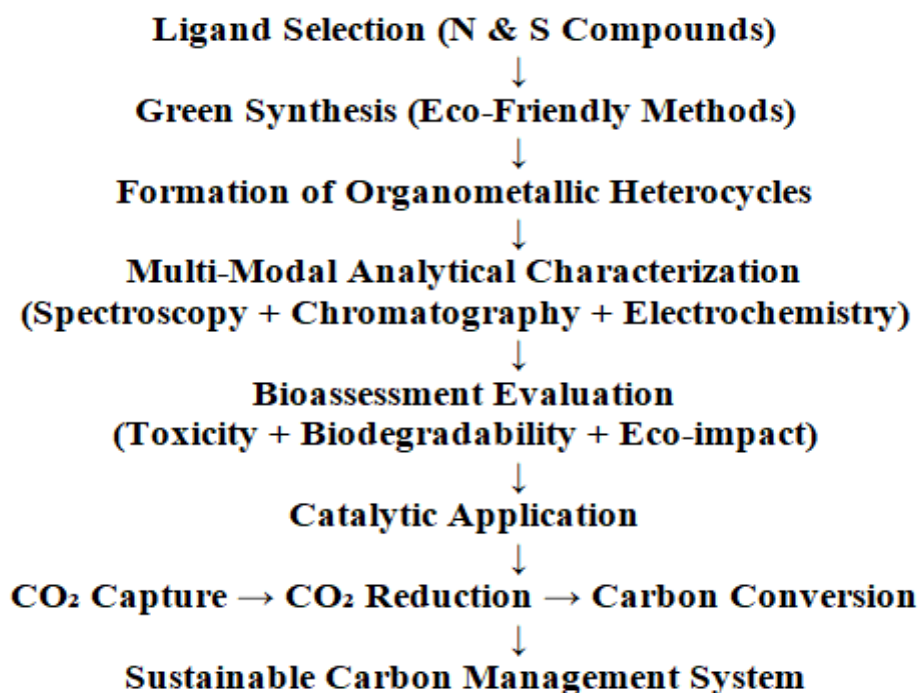 Ligand Selection (N & S Compounds)
↓
Green Synthesis (Eco-Friendly Methods)
↓
Formation of Organometallic Heterocycles
↓
Multi-Modal Analytical Characterization
(Spectroscopy + Chromatography + Electrochemistry)
↓
Bioassessment Evaluation
(Toxicity + Biodegradability + Eco-impact)
↓
Catalytic Application
↓
CO₂ Capture → CO₂ Reduction → Carbon Conversion
↓
Sustainable Carbon Management System